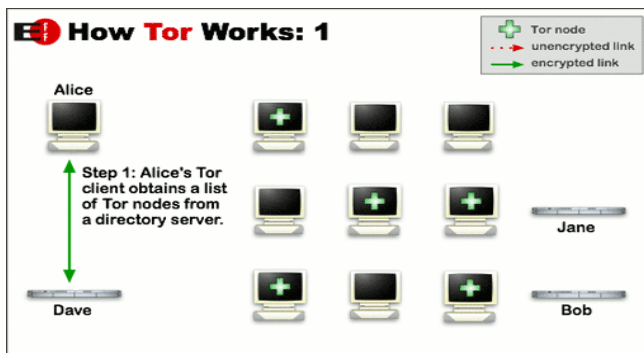 EFF How Tor Works: 1
Tor node
unencrypted link
encrypted link
Alice
Step 1: Alice's Tor
client obtains a list
of Tor nodes from
a directory server.
Jane
Dave
Bob